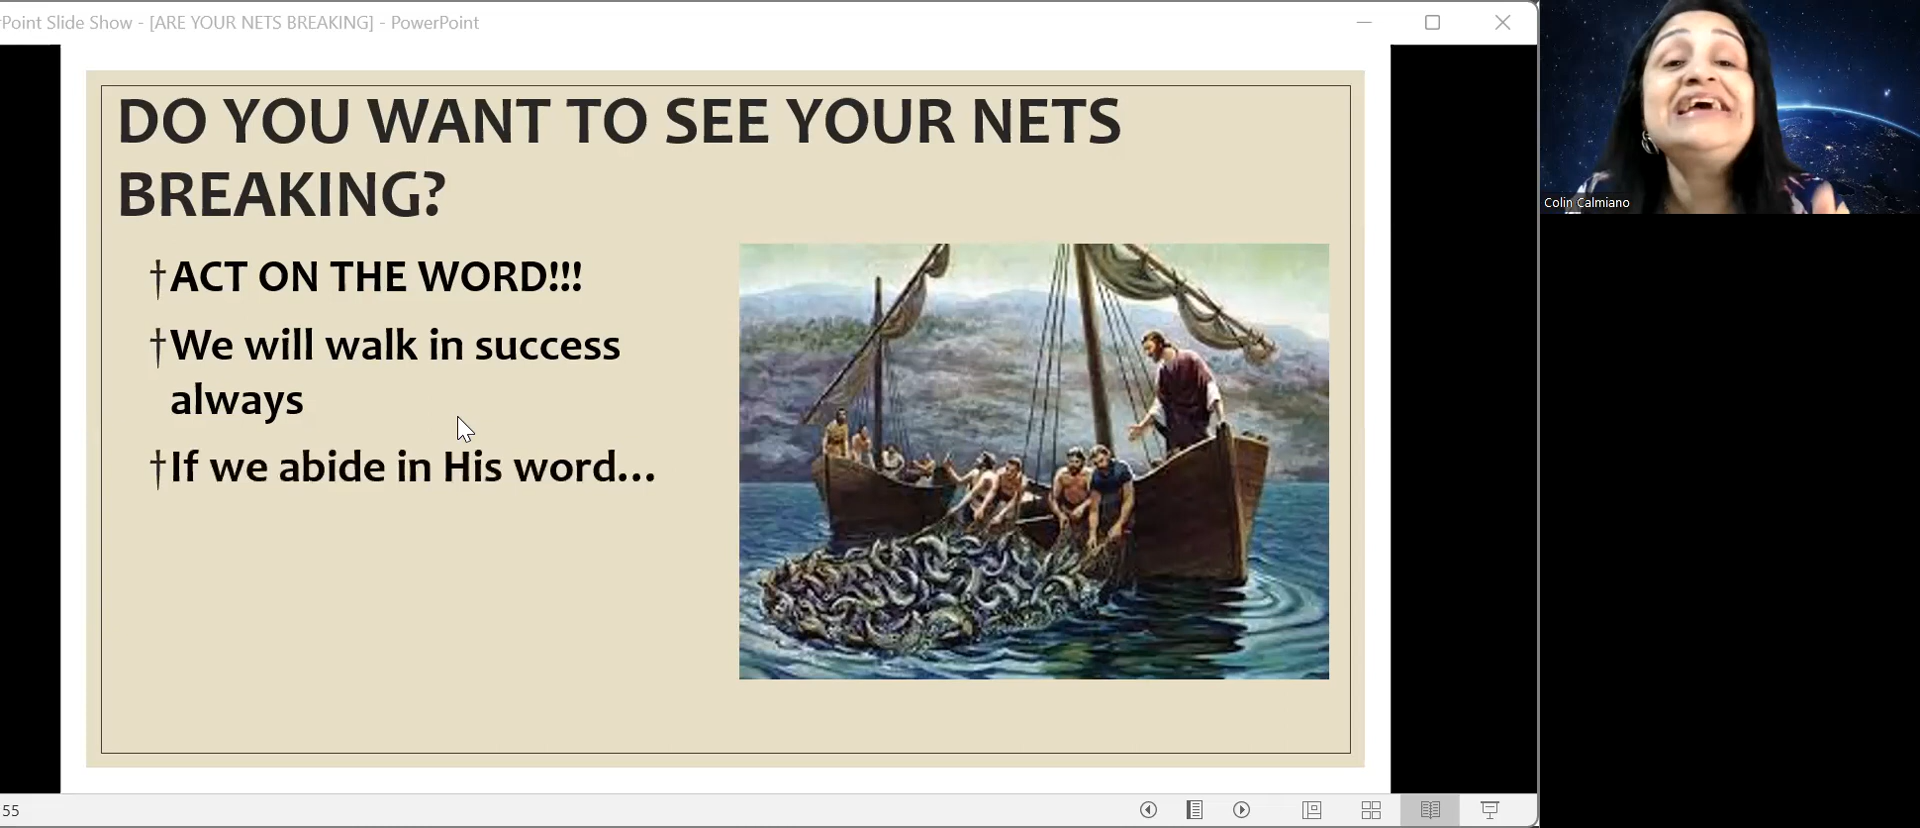 Point Slide Show - [ARE YOUR NETS BREAKING] - PowerPoint
DO YOU WANT TO SEE YOUR NETS
BREAKING?
†ACT ON THE WORD!!!
†We will walk in success
always
†If we abide in His word...
Colin Calmiano
55